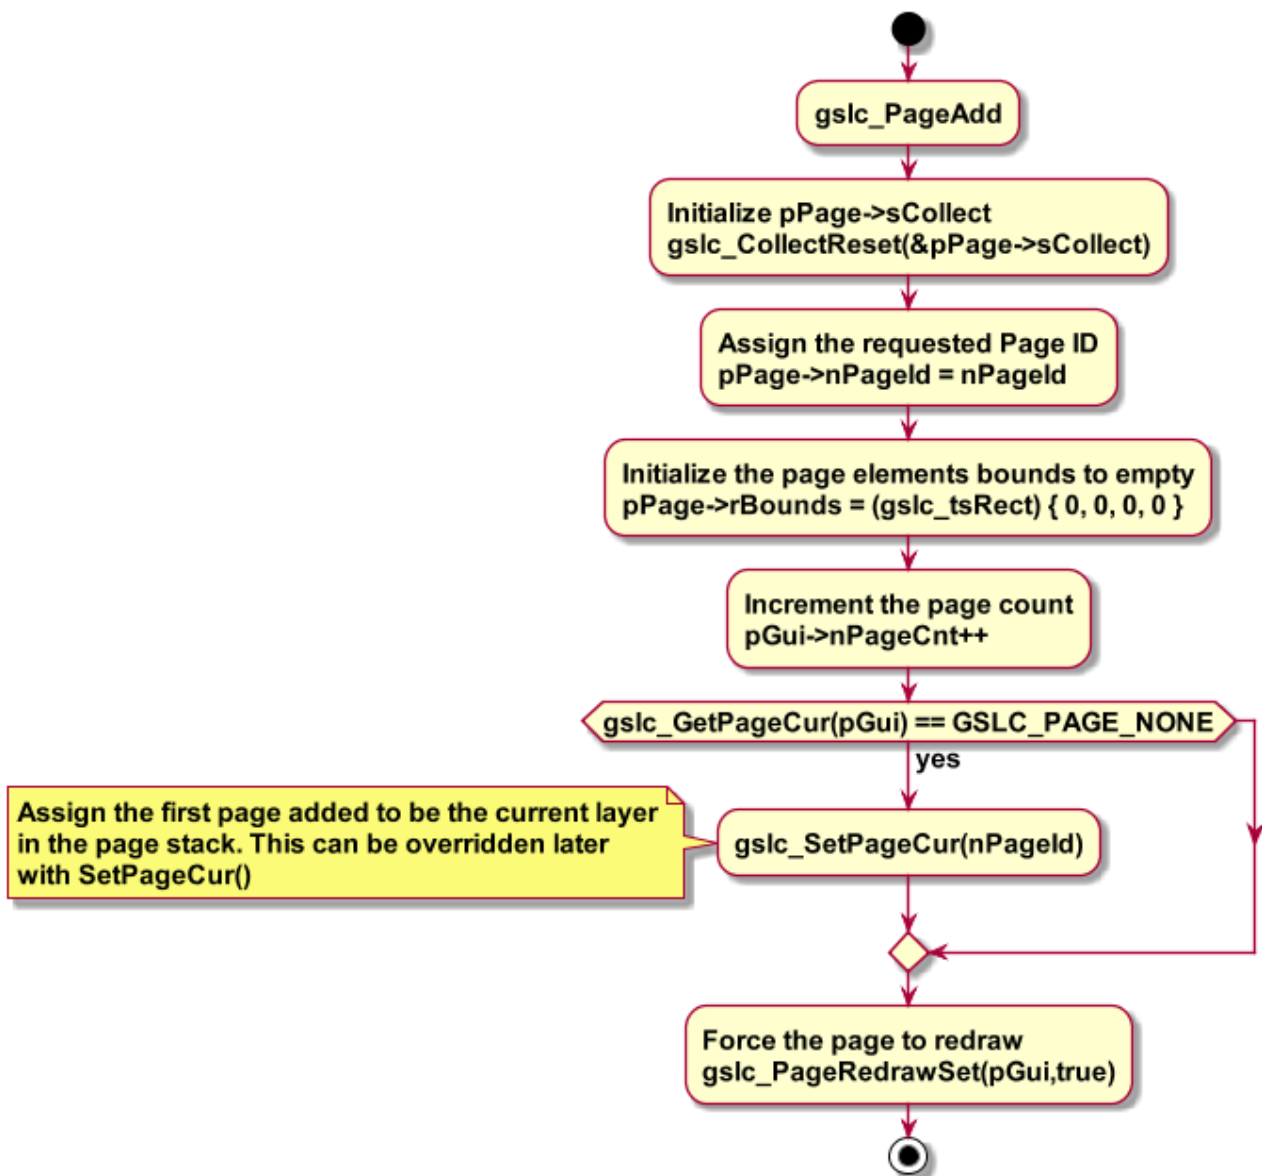 gslc_PageAdd
Initialize pPage->sCollect
gslc_CollectReset(&pPage->sCollect)
Assign the requested Page ID
pPage->nPageId = nPageId
Initialize the page elements bounds to empty
pPage->rBounds = (gslc_tsRect) { 0, 0, 0, 0 }
Increment the page count
pGui->nPageCnt++
gslc_GetPageCur(pGui) == GSLC_PAGE_NONE
yes
Assign the first page added to be the current layer
in the page stack. This can be overridden later
with SetPageCur()
gslc_SetPageCur(nPageId)
Force the page to redraw
gslc_PageRedrawSet(pGui,true)